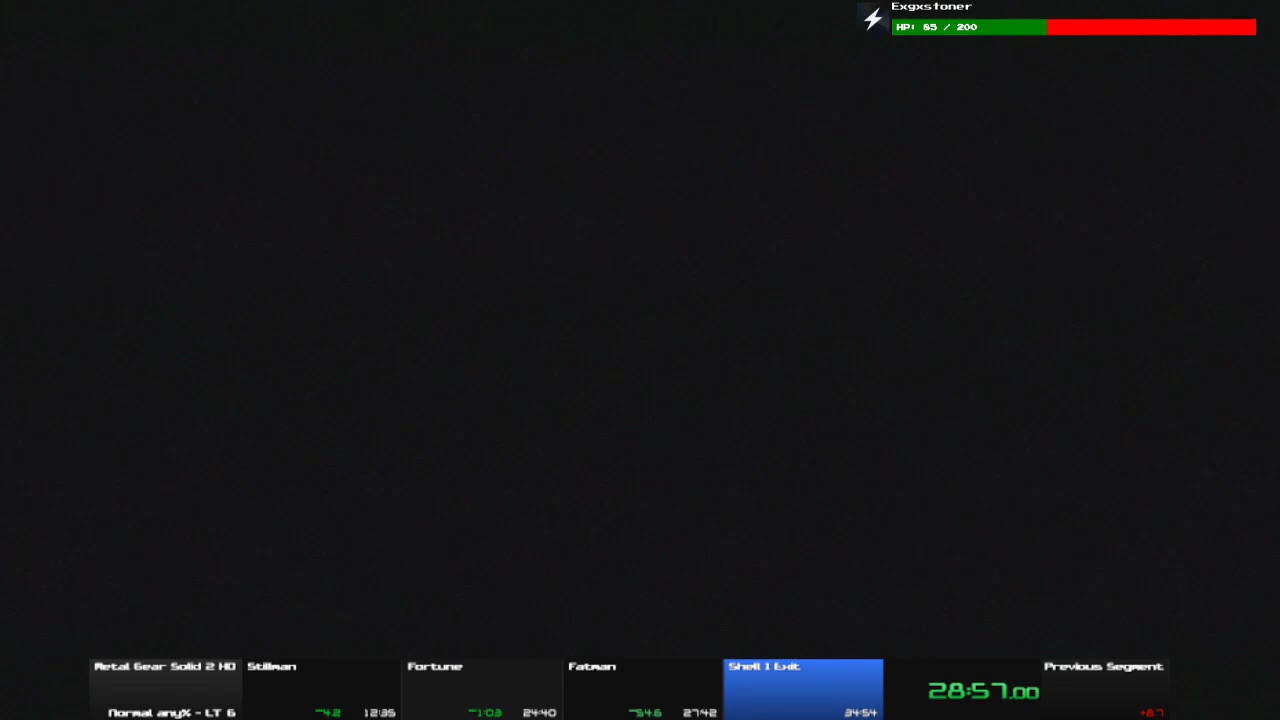 Exgxstoner
HP: 85 / 200
Metal Gear Solid 2 HD
Normal any% - LT 6
Stillman
-4.2 12:35
Fortune
-1:03 24:40
Fatman
-54.6 27:42
Shell 1 Exit
34:54
28:57.00
Previous Segment
+8.7